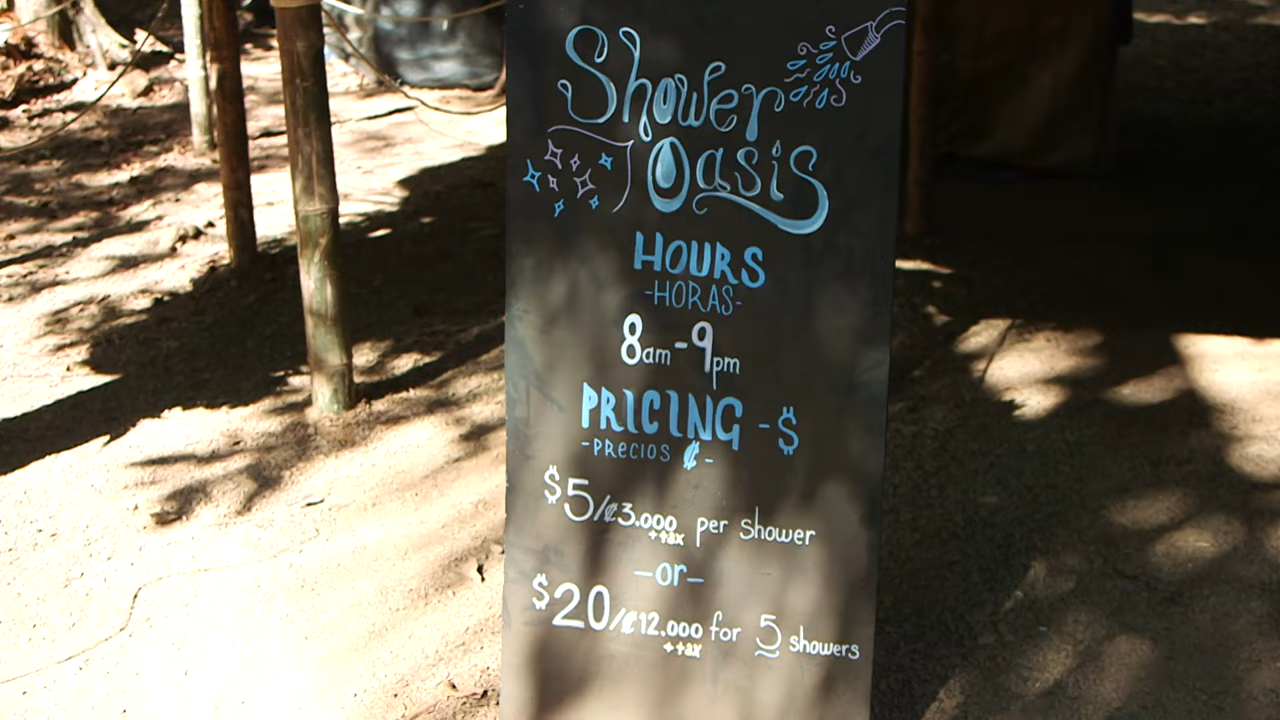 Shower
Oasis
HOURS
-HORAS-
8am-9pm
PRICING -$
-PRECIOS ₡-
$5/₡3.000 per shower
++tax
-or-
$20/₡12.000 for 5 showers
++tax